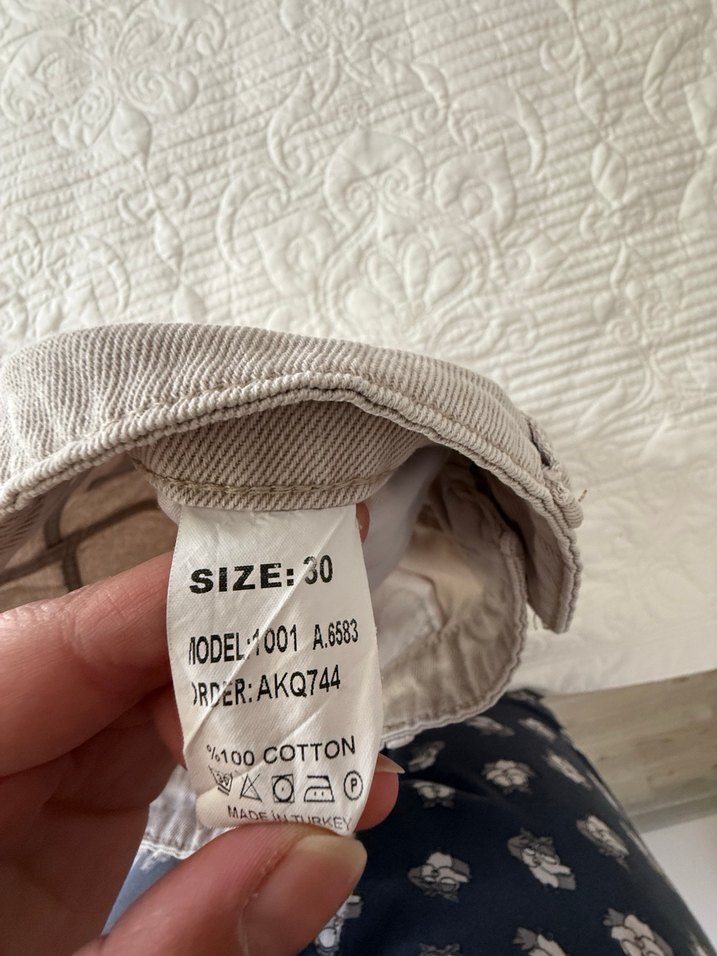 SIZE: 30
MODEL:1001 A.6583
ORDER: AKQ744
%100 COTTON
P
MADE IN TURKEY